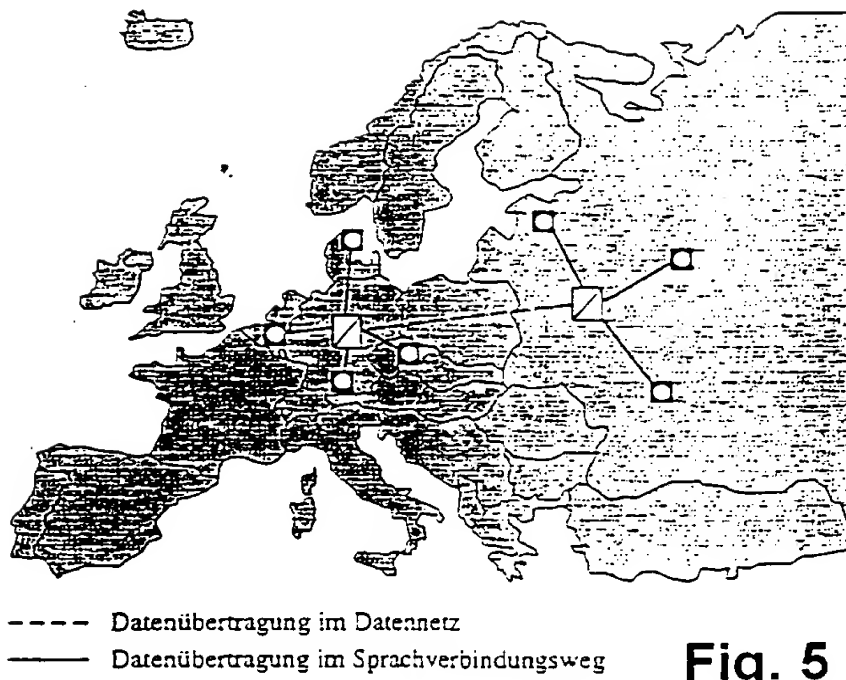 Datenübertragung im Datennetz
Datenübertragung im Sprachverbindungsweg
Fig. 5